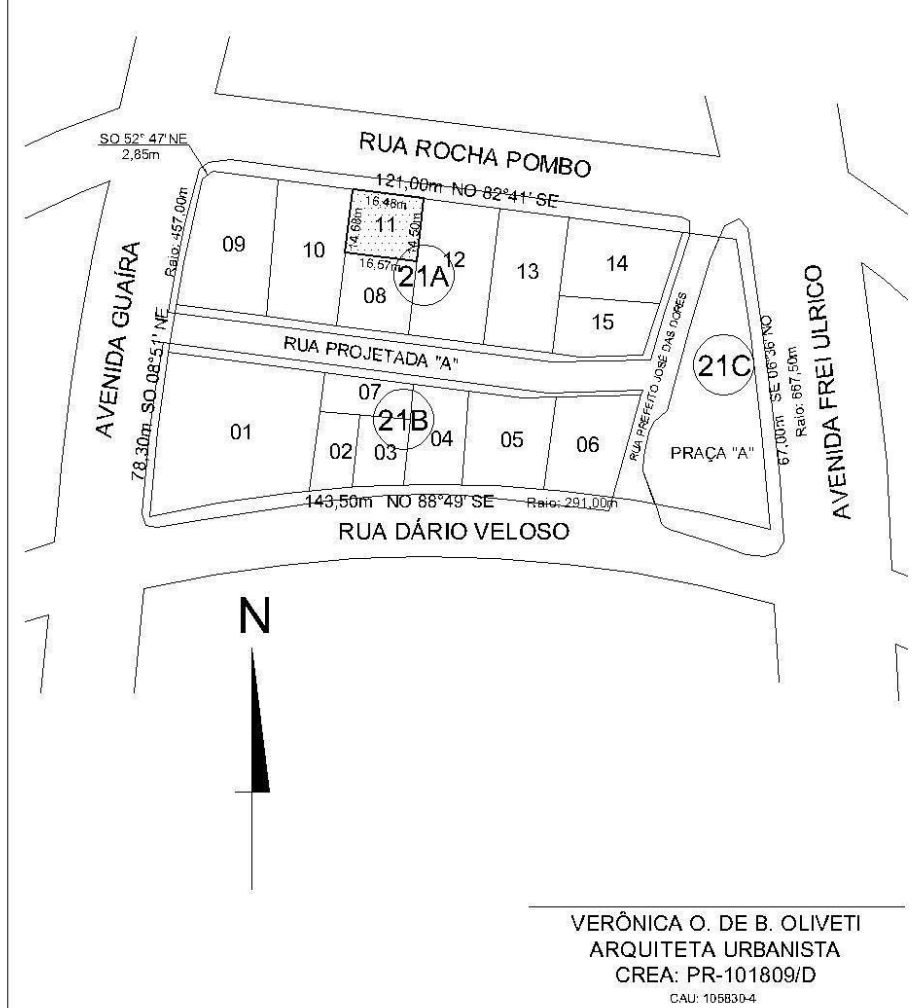 SO 52° 47' NE
2,85m
RUA ROCHA POMBO
121,00m NO 82°41' SE
Raio: 457,00m
16,48m
14,68m
11
14,50m
16,57m
09
10
08
21A
12
13
14
15
AVENIDA GUAÍRA
78,30m SO 08°51' NE
RUA PROJETADA "A"
RUA PREFEITO JOSÉ DAS DORES
21C
PRAÇA "A"
67,00m SE 06°36' NO
Raio: 667,50m
AVENIDA FREI ULRICO
01
07
21B
02
03
04
05
06
143,50m NO 88°49' SE
Raio: 291,00m
RUA DÁRIO VELOSO
N
VERÔNICA O. DE B. OLIVETI
ARQUITETA URBANISTA
CREA: PR-101809/D
CAU: 105830-4